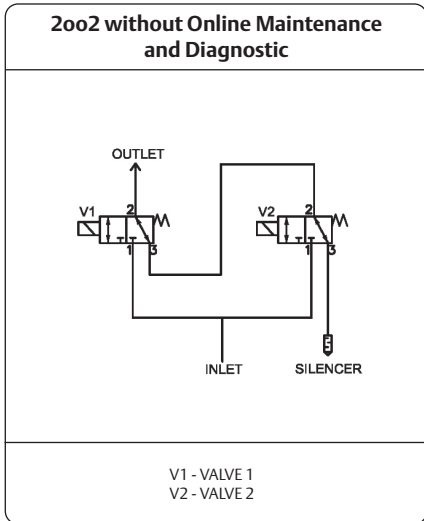 2oo2 without Online Maintenance
and Diagnostic
OUTLET
V1
2
1
3
V2
2
1
3
INLET
SILENCER
V1 - VALVE 1
V2 - VALVE 2